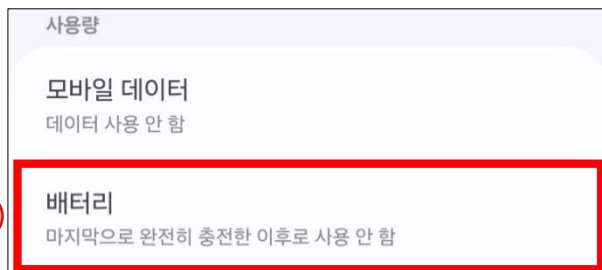 사용량
모바일 데이터
데이터 사용 안 함
배터리
마지막으로 완전히 충전한 이후로 사용 안 함